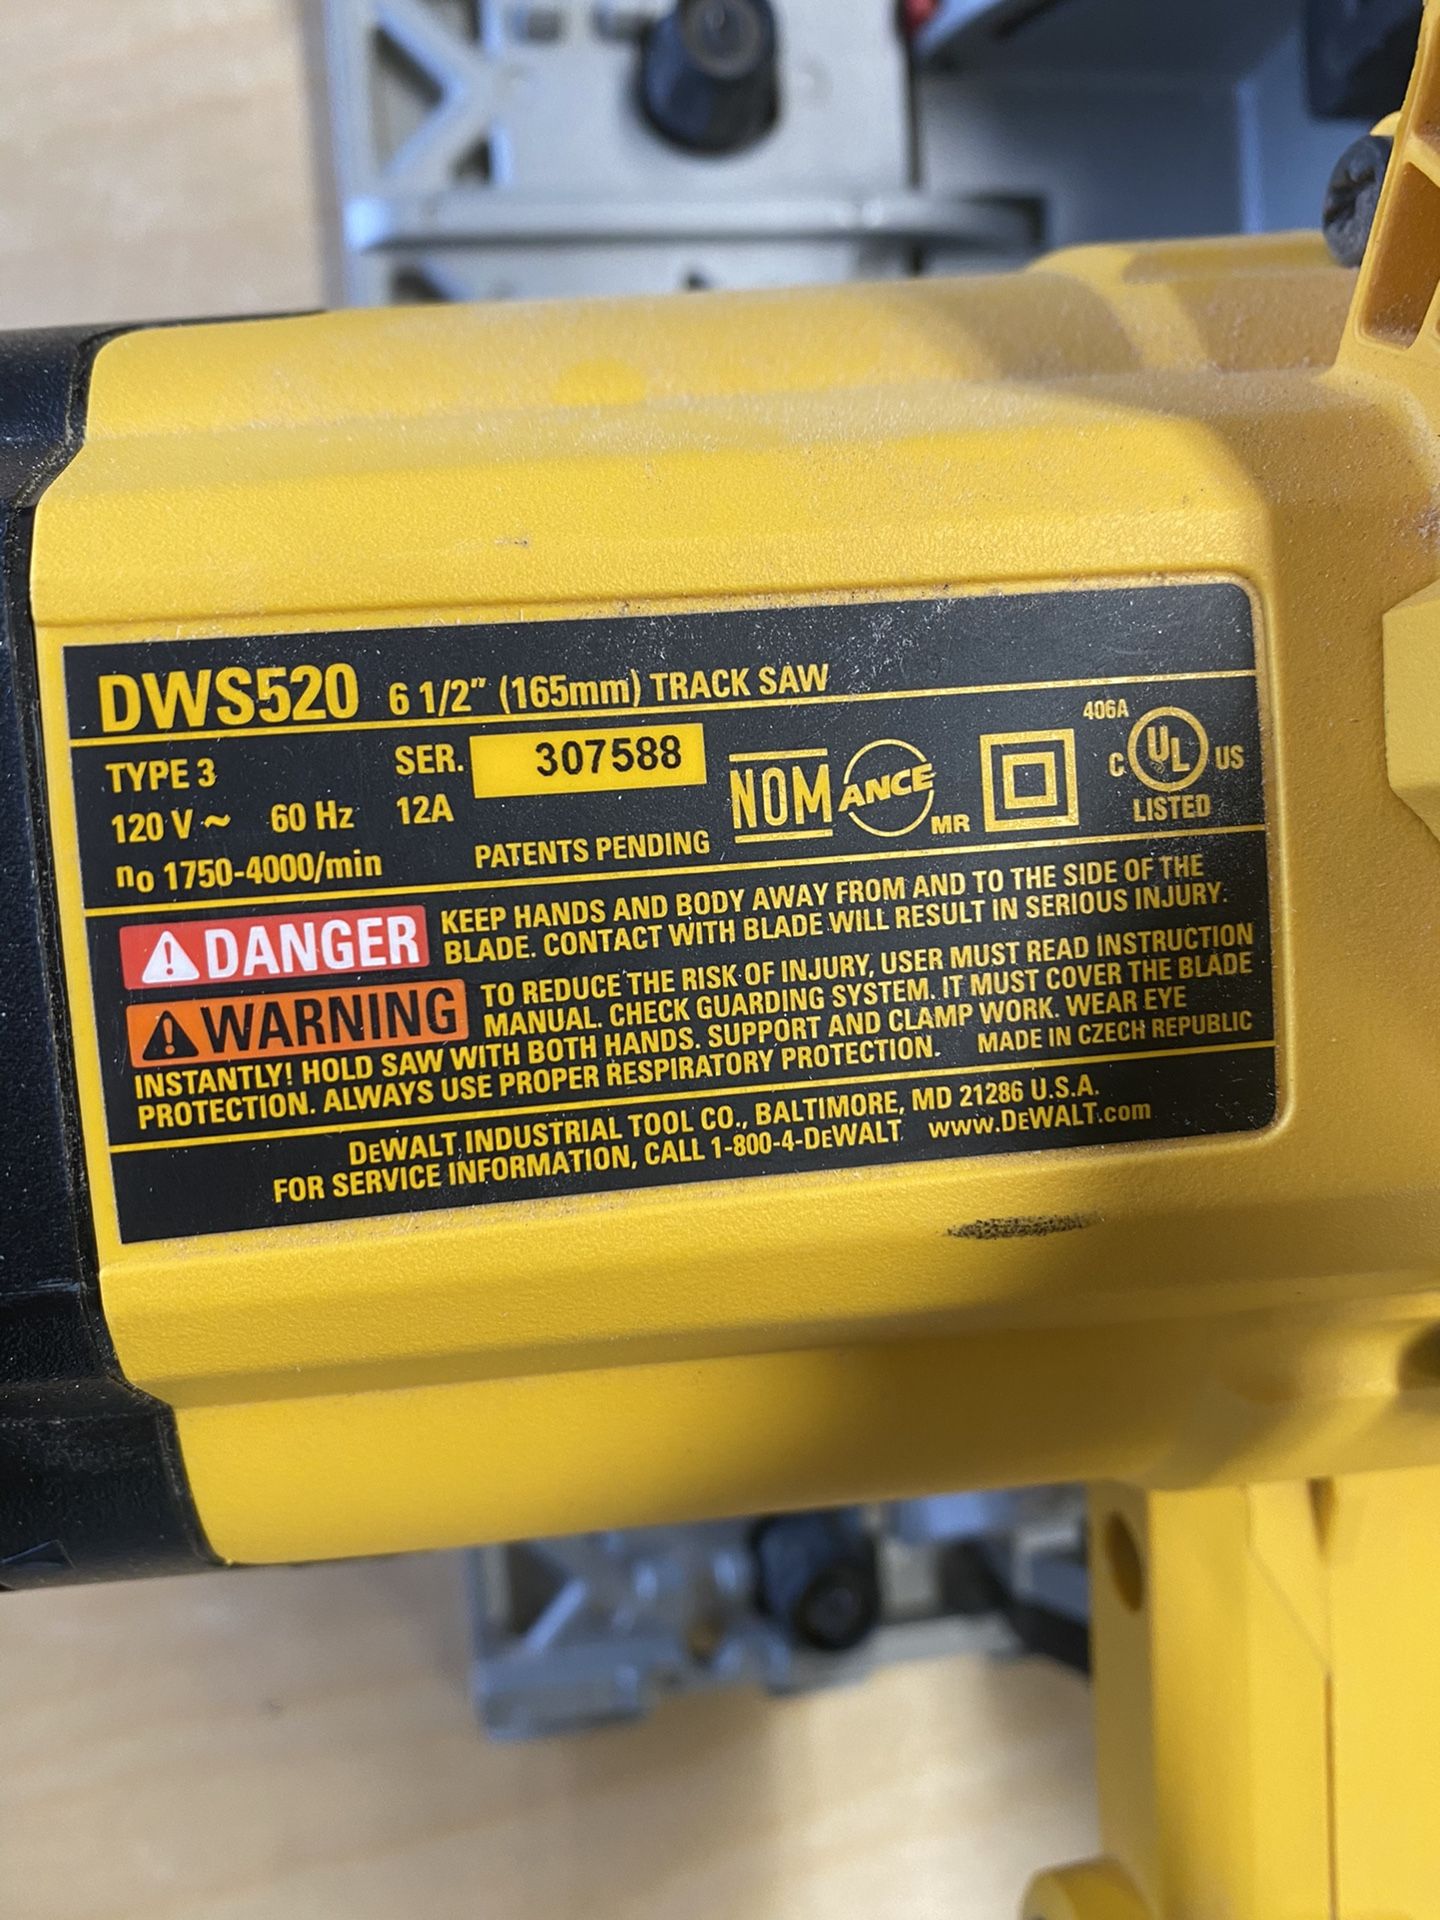 DWS520 6 1/2" (165mm) TRACK SAW
TYPE 3 SER. 307588
120 V ~ 60 Hz 12A
no 1750-4000/min PATENTS PENDING
NOM ANCE MR
406A
C UL US
LISTED
DANGER KEEP HANDS AND BODY AWAY FROM AND TO THE SIDE OF THE
BLADE. CONTACT WITH BLADE WILL RESULT IN SERIOUS INJURY.
WARNING TO REDUCE THE RISK OF INJURY, USER MUST READ INSTRUCTION
MANUAL. CHECK GUARDING SYSTEM. IT MUST COVER THE BLADE
INSTANTLY! HOLD SAW WITH BOTH HANDS. SUPPORT AND CLAMP WORK. WEAR EYE
PROTECTION. ALWAYS USE PROPER RESPIRATORY PROTECTION. MADE IN CZECH REPUBLIC
DEWALT INDUSTRIAL TOOL CO., BALTIMORE, MD 21286 U.S.A.
FOR SERVICE INFORMATION, CALL 1-800-4-DEWALT www.DEWALT.com